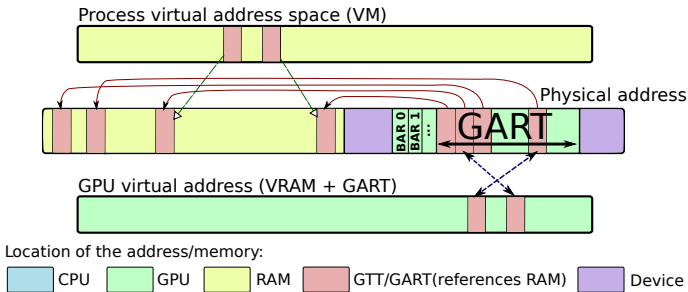 Process virtual address space (VM)
Physical address
BAR 0
BAR 1
...
GART
GPU virtual address (VRAM + GART)
Location of the address/memory:
CPU GPU RAM GTT/GART(references RAM) Device